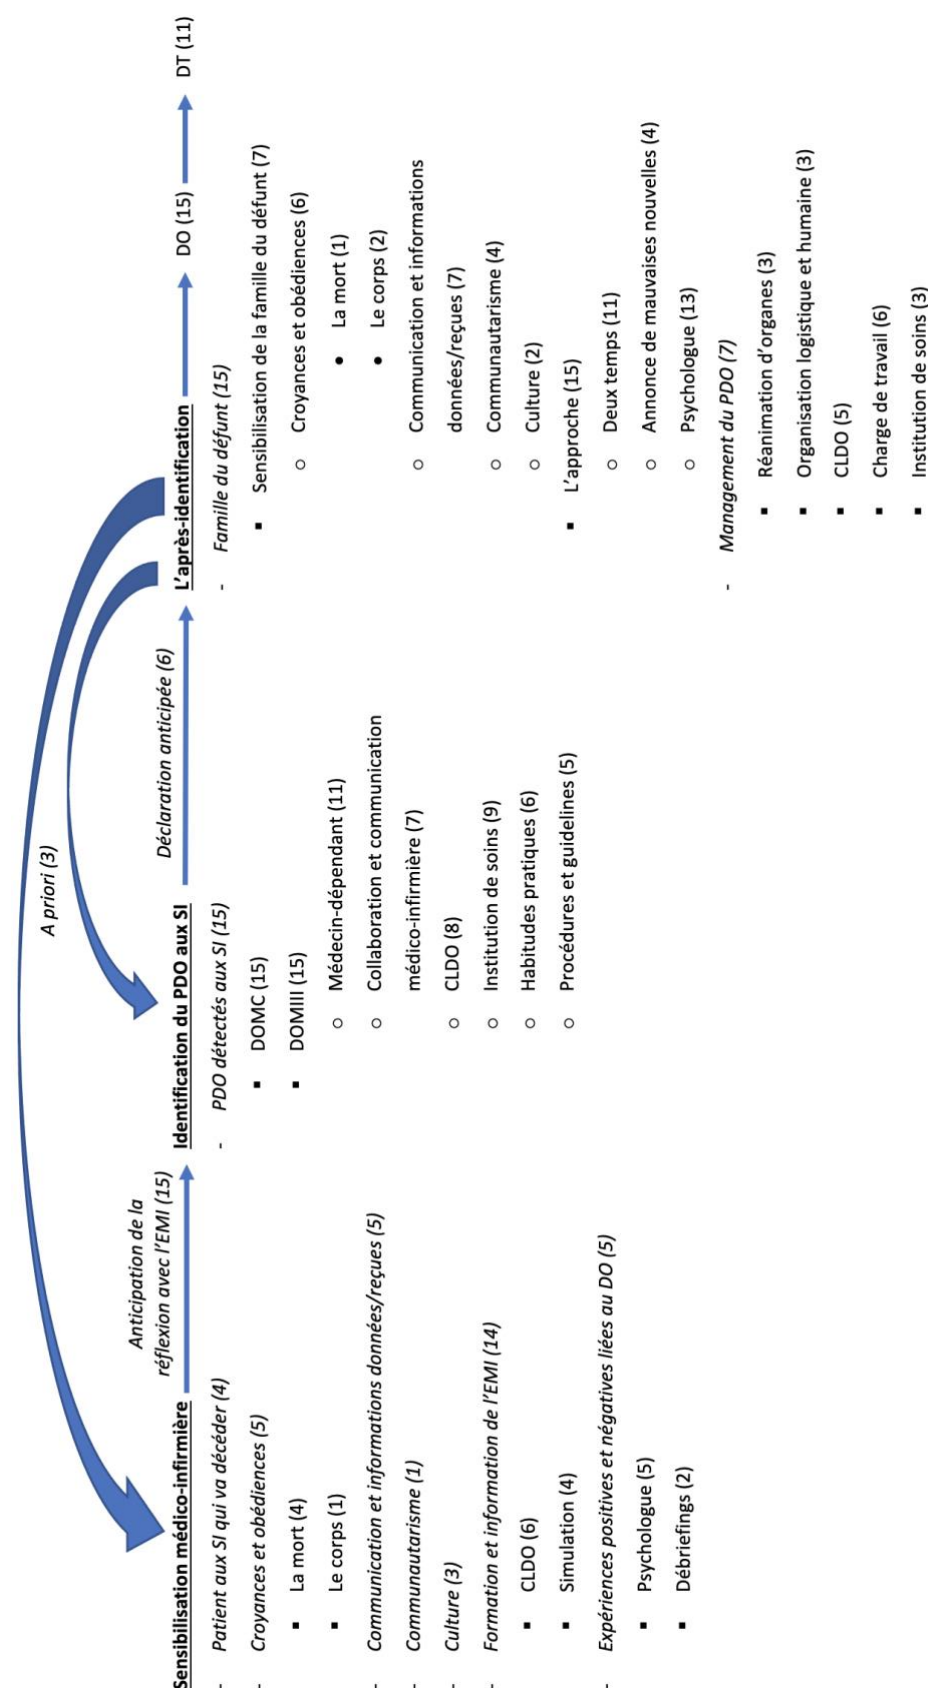 A priori (3)
Sensibilisation médico-infirmière
- Patient aux SI qui va décéder (4)
- Croyances et obédiences (5)
▪ La mort (4)
▪ Le corps (1)
- Communication et informations données/reçues (5)
- Communautarisme (1)
- Culture (3)
- Formation et information de l'EMI (14)
▪ CLDO (6)
▪ Simulation (4)
- Expériences positives et négatives liées au DO (5)
▪ Psychologue (5)
▪ Débriefings (2)
Anticipation de la
réflexion avec l'EMI (15)
Identification du PDO aux SI
- PDO détectés aux SI (15)
▪ DOMC (15)
▪ DOMIII (15)
○ Médecin-dépendant (11)
○ Collaboration et communication
médico-infirmière (7)
○ CLDO (8)
○ Institution de soins (9)
○ Habitudes pratiques (6)
○ Procédures et guidelines (5)
Déclaration anticipée (6)
L'après-identification
- Famille du défunt (15)
▪ Sensibilisation de la famille du défunt (7)
○ Croyances et obédiences (6)
● La mort (1)
● Le corps (2)
○ Communication et informations
données/reçues (7)
○ Communautarisme (4)
○ Culture (2)
▪ L'approche (15)
○ Deux temps (11)
○ Annonce de mauvaises nouvelles (4)
○ Psychologue (13)
- Management du PDO (7)
▪ Réanimation d'organes (3)
▪ Organisation logistique et humaine (3)
▪ CLDO (5)
▪ Charge de travail (6)
▪ Institution de soins (3)
DO (15)
DT (11)